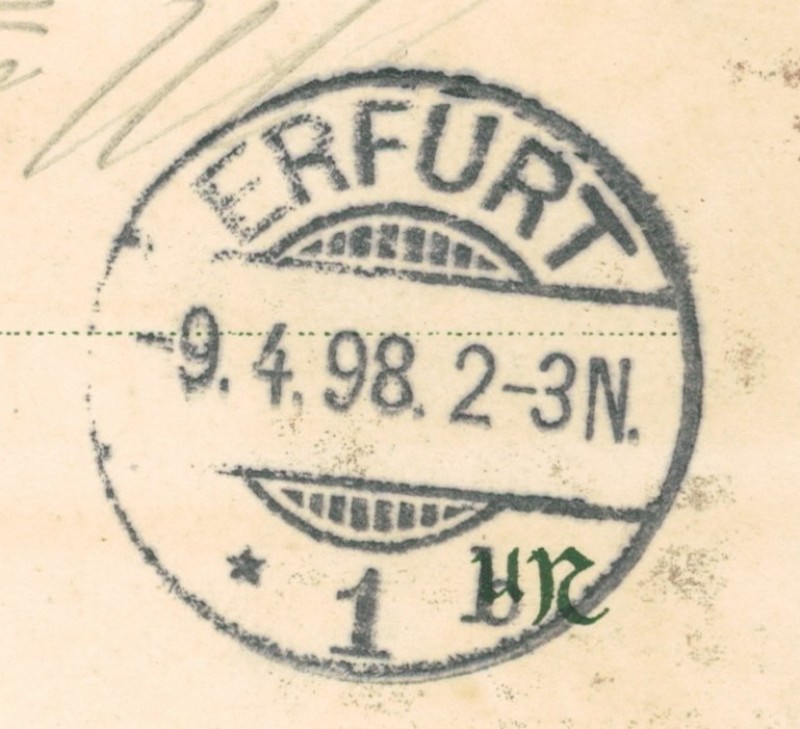 ERFURT
9. 4. 98. 2-3N.
* 1 b